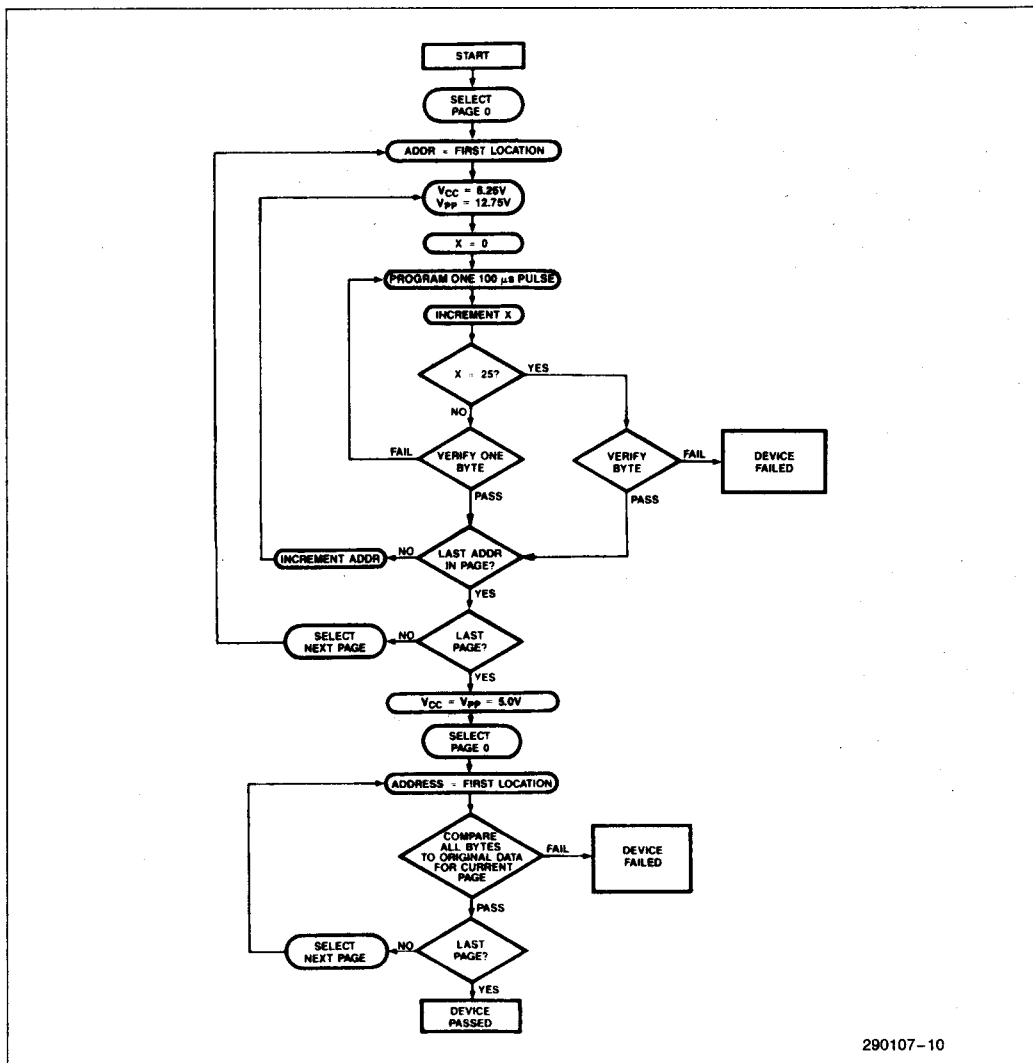 START
SELECT
PAGE 0
ADDR = FIRST LOCATION
VCC = 6.25V
VPP = 12.75V
X = 0
PROGRAM ONE 100 μs PULSE
INCREMENT X
X = 25?
YES
NO
VERIFY ONE
BYTE
FAIL
PASS
VERIFY
BYTE
FAIL
PASS
DEVICE
FAILED
LAST ADDR
IN PAGE?
NO
INCREMENT ADDR
YES
LAST
PAGE?
NO
SELECT
NEXT PAGE
YES
VCC = VPP = 5.0V
SELECT
PAGE 0
ADDRESS = FIRST LOCATION
COMPARE
ALL BYTES
TO ORIGINAL DATA
FOR CURRENT
PAGE
FAIL
DEVICE
FAILED
PASS
LAST
PAGE?
NO
SELECT
NEXT PAGE
YES
DEVICE
PASSED
290107-10